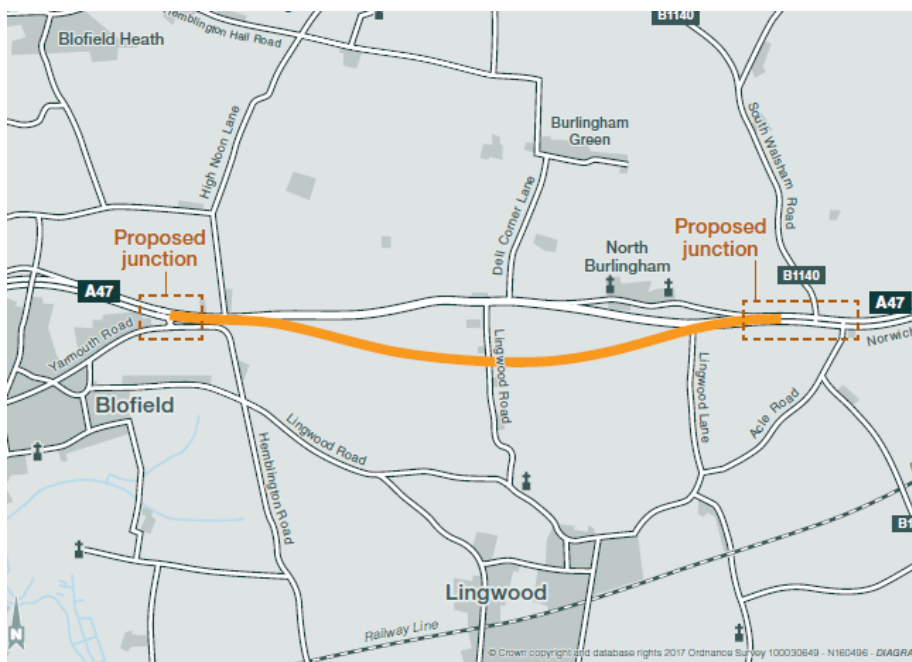 B1140
Hemblington Hall Road
Blofield Heath
High Noon Lane
Burlingham
Green
South Walsham
Road
Dell Corner Lane
Proposed
junction
Proposed
junction
North
Burlingham
B1140
A47
A47
Norwich
Yarmouth Road
Lingwood Road
Lingwood Lane
Acle Road
Blofield
Lingwood Road
Hemblington Road
Lingwood
Railway Line
N
© Crown copyright and database rights 2017 Ordnance Survey 100030649 - N160496 - DIAGRA